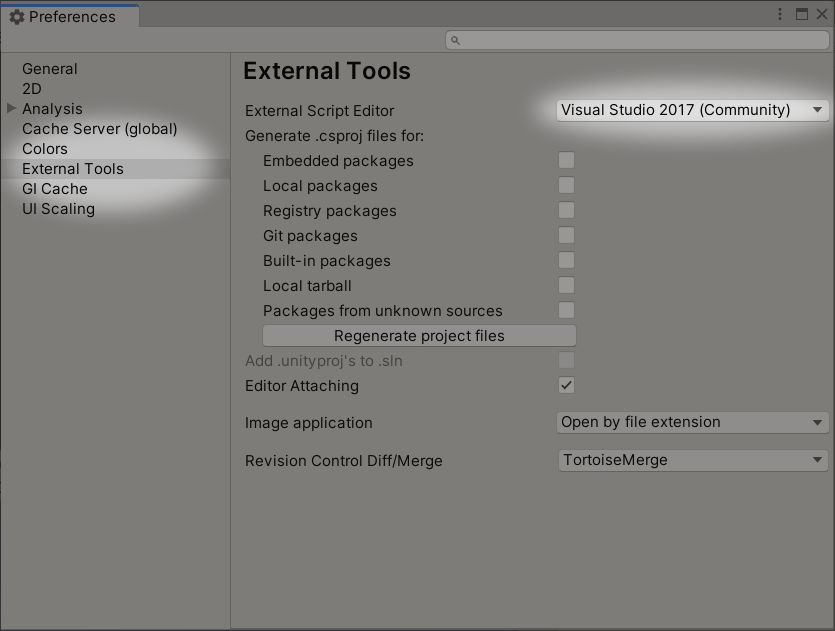 Preferences
General
2D
Analysis
Cache Server (global)
Colors
External Tools
GI Cache
UI Scaling
External Tools
External Script Editor Visual Studio 2017 (Community)
Generate .csproj files for:
Embedded packages
Local packages
Registry packages
Git packages
Built-in packages
Local tarball
Packages from unknown sources
Regenerate project files
Add .unityproj's to .sln
Editor Attaching
Image application Open by file extension
Revision Control Diff/Merge TortoiseMerge